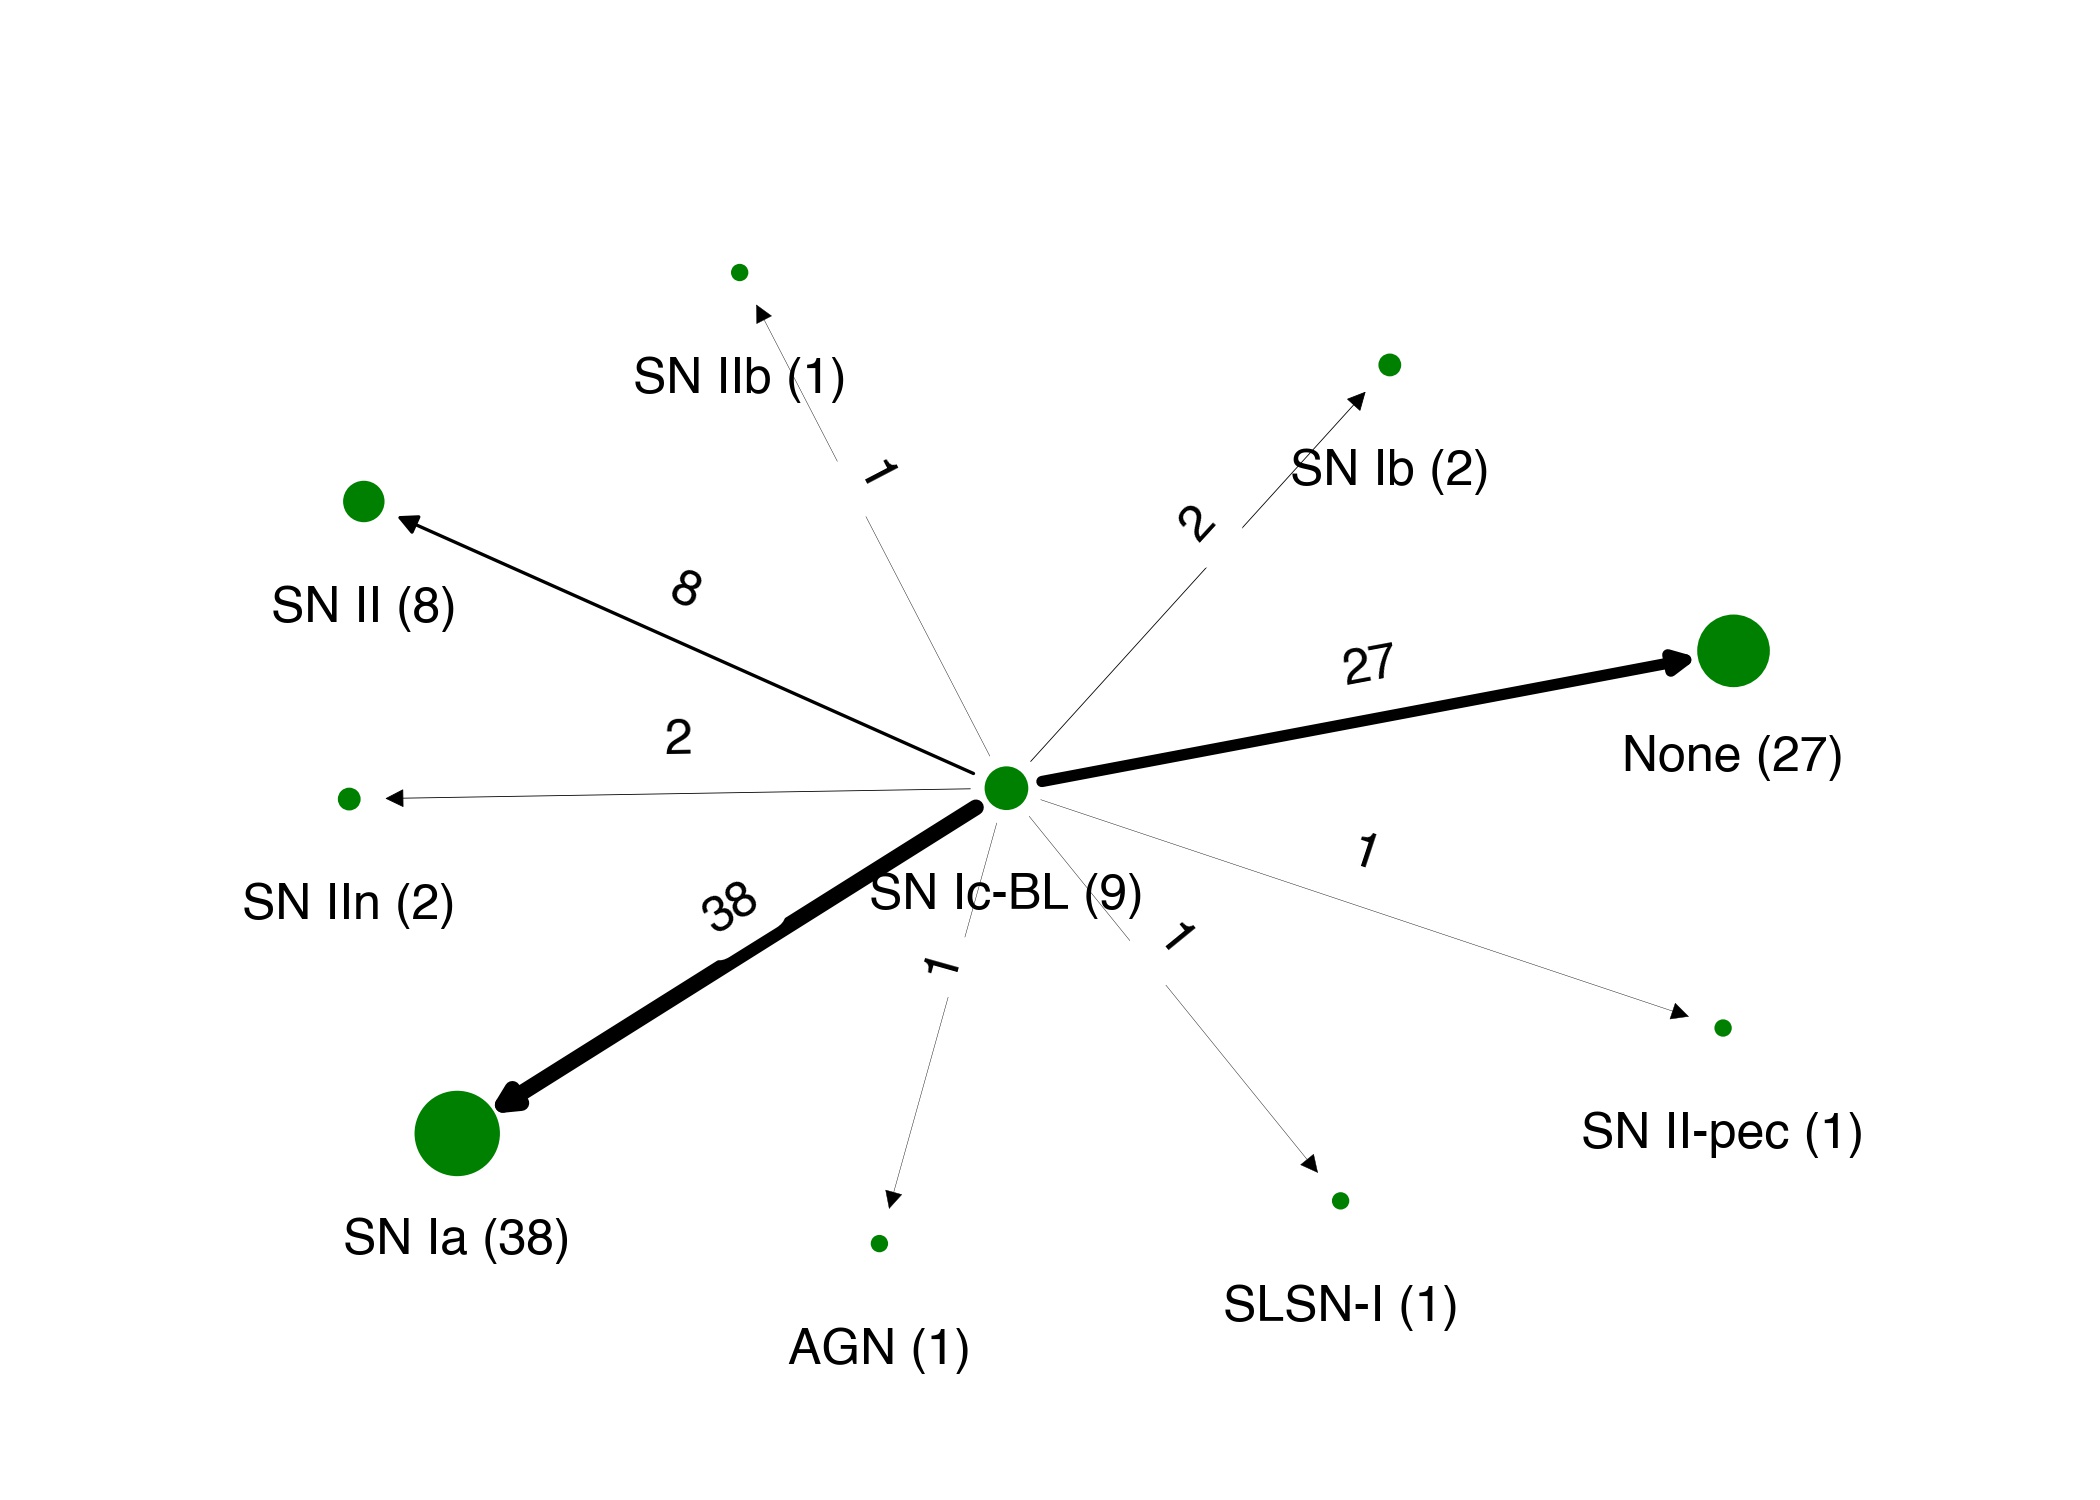 SN IIb (1)
SN Ib (2)
1
2
8
SN II (8)
27
2
None (27)
1
SN IIn (2)
38
SN Ic-BL (9)
1
1
SN II-pec (1)
SN Ia (38)
SLSN-I (1)
AGN (1)